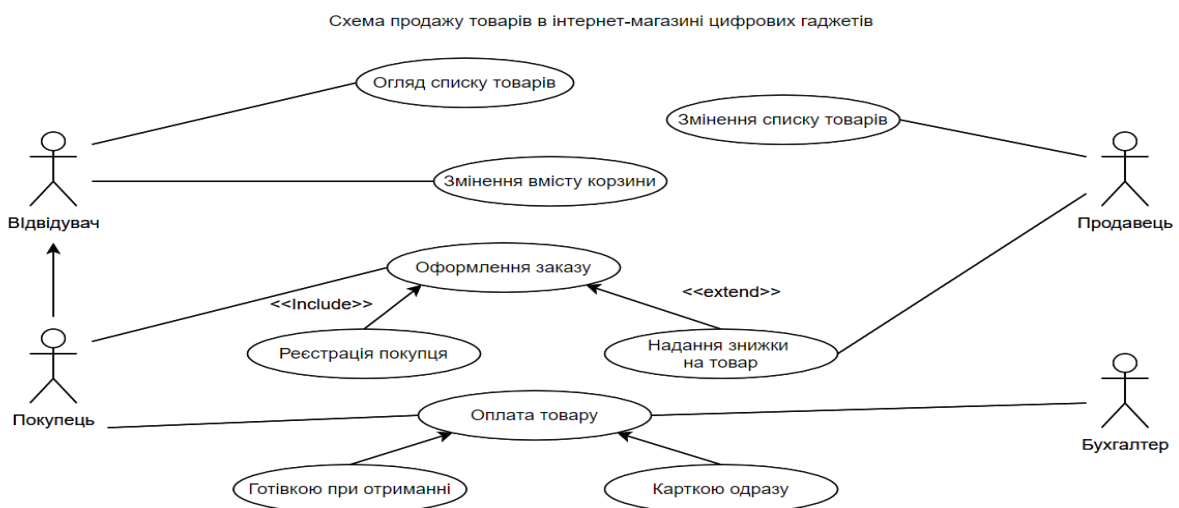 Схема продажу товарів в інтернет-магазині цифрових гаджетів
Огляд списку товарів
Змінення списку товарів
Змінення вмісту корзини
ВІдвідувач
Продавець
Оформлення заказу
<<Include>>
<<extend>>
Реєстрація покупця
Надання знижки
на товар
Покупець
Оплата товару
Бухгалтер
Готівкою при отриманні
Карткою одразу